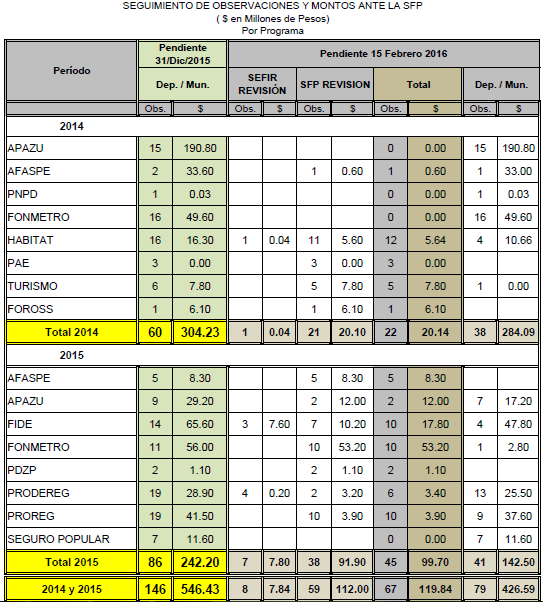 SEGUIMIENTO DE OBSERVACIONES Y MONTOS ANTE LA SFP
( $ en Millones de Pesos)
Por Programa
Período Pendiente 31/Dic/2015 Pendiente 15 Febrero 2016
Dep. / Mun. SEFIR REVISIÓN SFP REVISION Total Dep. / Mun.
Obs. $ Obs. $ Obs. $ Obs. $ Obs. $
2014
APAZU 15 190.80 0 0.00 15 190.80
AFASPE 2 33.60 1 0.60 1 0.60 1 33.00
PNPD 1 0.03 0 0.00 1 0.03
FONMETRO 16 49.60 0 0.00 16 49.60
HABITAT 16 16.30 1 0.04 11 5.60 12 5.64 4 10.66
PAE 3 0.00 3 0.00 3 0.00
TURISMO 6 7.80 5 7.80 5 7.80 1 0.00
FOROSS 1 6.10 1 6.10 1 6.10
Total 2014 60 304.23 1 0.04 21 20.10 22 20.14 38 284.09
2015
AFASPE 5 8.30 5 8.30 5 8.30
APAZU 9 29.20 2 12.00 2 12.00 7 17.20
FIDE 14 65.60 3 7.60 7 10.20 10 17.80 4 47.80
FONMETRO 11 56.00 10 53.20 10 53.20 1 2.80
PDZP 2 1.10 2 1.10 2 1.10
PRODEREG 19 28.90 4 0.20 2 3.20 6 3.40 13 25.50
PROREG 19 41.50 10 3.90 10 3.90 9 37.60
SEGURO POPULAR 7 11.60 0 0.00 7 11.60
Total 2015 86 242.20 7 7.80 38 91.90 45 99.70 41 142.50
2014 y 2015 146 546.43 8 7.84 59 112.00 67 119.84 79 426.59